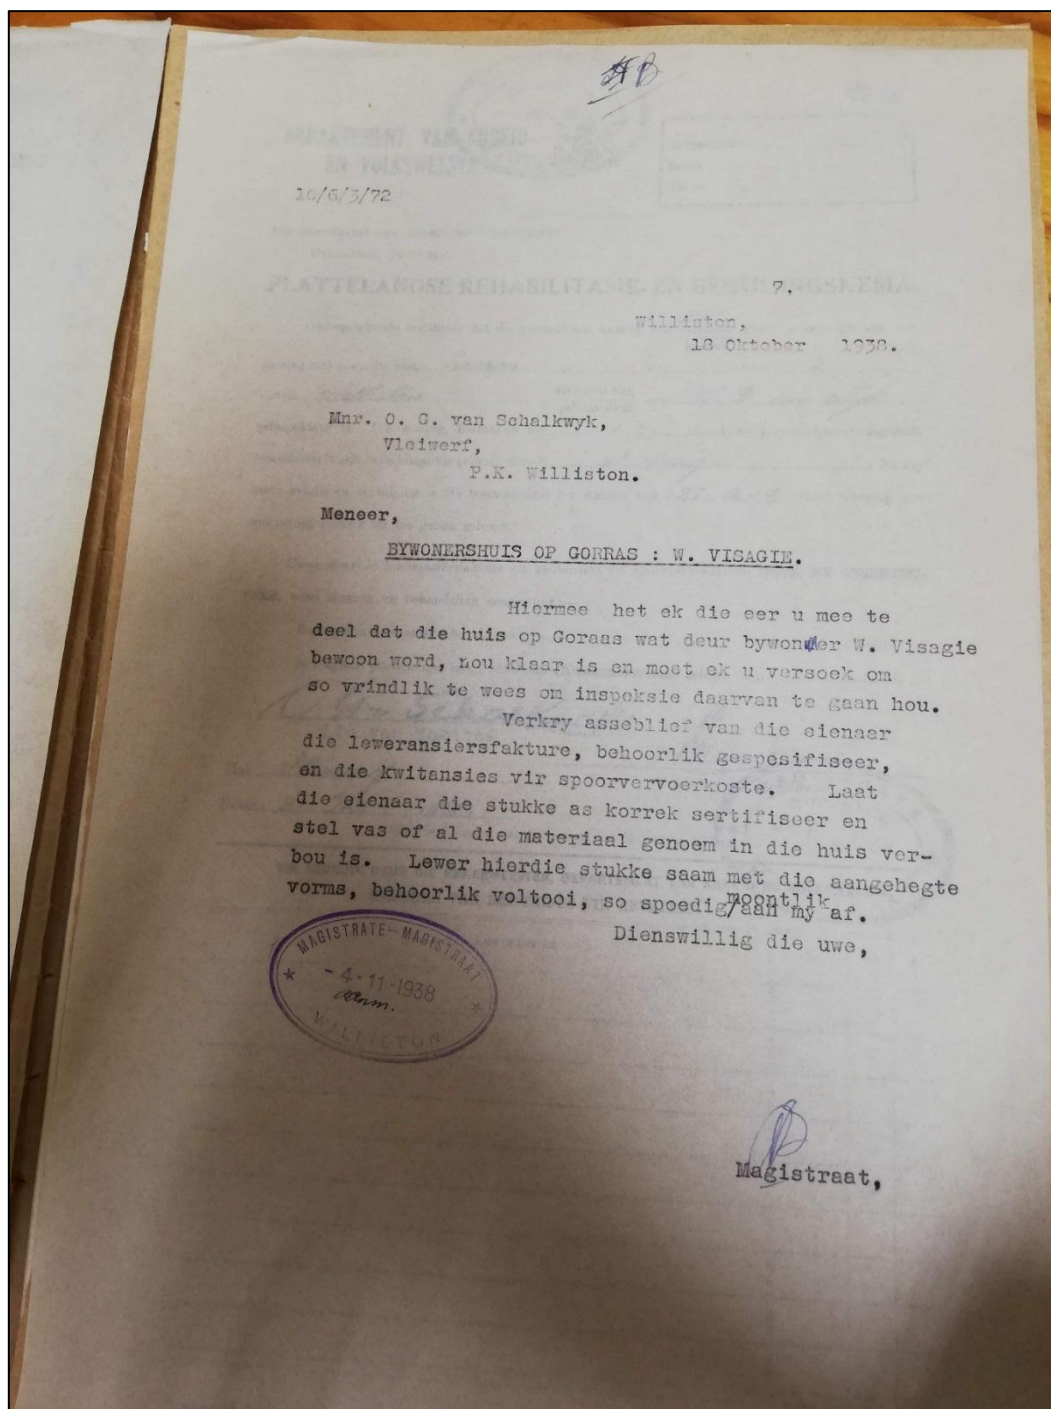 10/6/3/72
7.
Williston,
18 Oktober 1938.
Mnr. O. G. van Schalkwyk,
Vleiwerf,
P.K. Williston.
Meneer,
BYWONERSHUIS OP GORRAS : W. VISAGIE.
Hiermee het ek die eer u mee te
deel dat die huis op Goraas wat deur bywoner W. Visagie
bewoon word, nou klaar is en moet ek u versoek om
so vrindlik te wees om inspeksie daarvan te gaan hou.
Verkry asseblief van die eienaar
die leweransiersfakture, behoorlik gespesifiseer,
en die kwitansies vir spoorvervoerkoste. Laat
die eienaar die stukke as korrek sertifiseer en
stel vas of al die materiaal genoem in die huis ver-
bou is. Lewer hierdie stukke saam met die aangehegte
vorms, behoorlik voltooi, so spoedig/moontlik aan my af.
Dienswillig die uwe,
MAGISTRATE-MAGISTRAAT
-4-11-1938
WILLISTON
Magistraat,